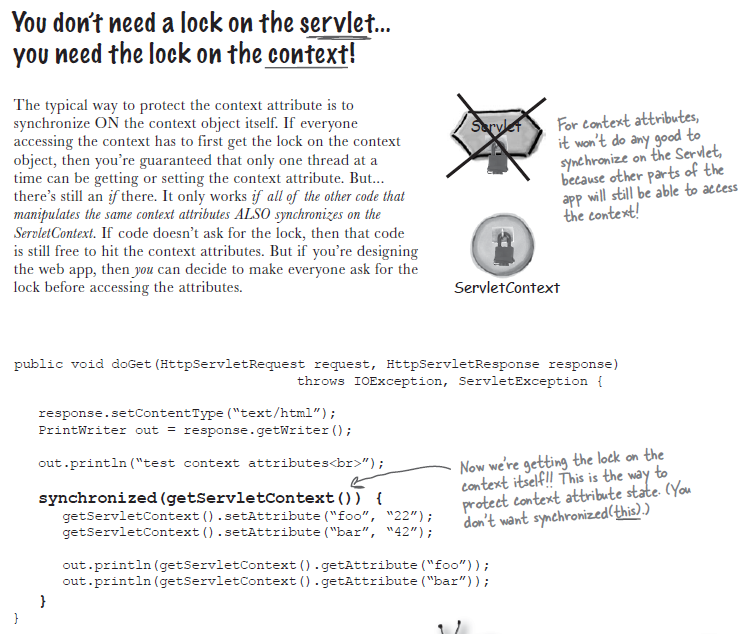 You don't need a lock on the servlet...
you need the lock on the context!
The typical way to protect the context attribute is to
synchronize ON the context object itself. If everyone
accessing the context has to first get the lock on the context
object, then you're guaranteed that only one thread at a
time can be getting or setting the context attribute. But...
there's still an if there. It only works if all of the other code that
manipulates the same context attributes ALSO synchronizes on the
ServletContext. If code doesn't ask for the lock, then that code
is still free to hit the context attributes. But if you're designing
the web app, then you can decide to make everyone ask for the
lock before accessing the attributes.
Servlet
For context attributes,
it won't do any good to
synchronize on the Servlet,
because other parts of the
app will still be able to access
the context!
ServletContext
public void doGet(HttpServletRequest request, HttpServletResponse response)
throws IOException, ServletException {
response.setContentType(“text/html”);
PrintWriter out = response.getWriter();
out.println(“test context attributes<br>”);
synchronized(getServletContext()) {
getServletContext().setAttribute(“foo”, “22”);
getServletContext().setAttribute(“bar”, “42”);
out.println(getServletContext().getAttribute(“foo”));
out.println(getServletContext().getAttribute(“bar”));
}
}
Now we're getting the lock on the
context itself!! This is the way to
protect context attribute state. (You
don't want synchronized(this).)